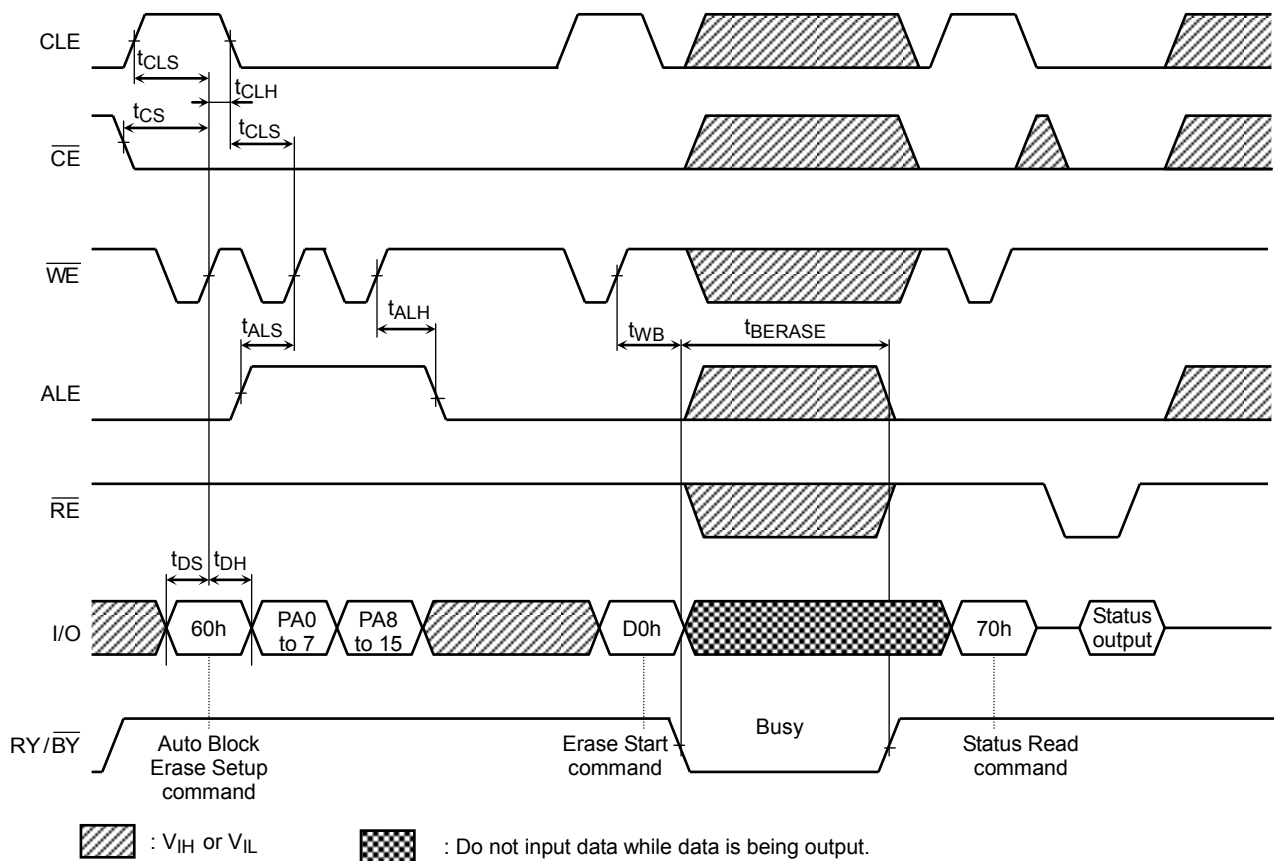 CLE
tCLS
tCLH
tCS
tCLS
CE
WE
tALS
tALH
tWB
tBERASE
ALE
RE
tDS
tDH
I/O
60h
PA0
to 7
PA8
to 15
D0h
70h
Status
output
RY/BY
Busy
Auto Block
Erase Setup
command
Erase Start
command
Status Read
command
: VIH or VIL
: Do not input data while data is being output.